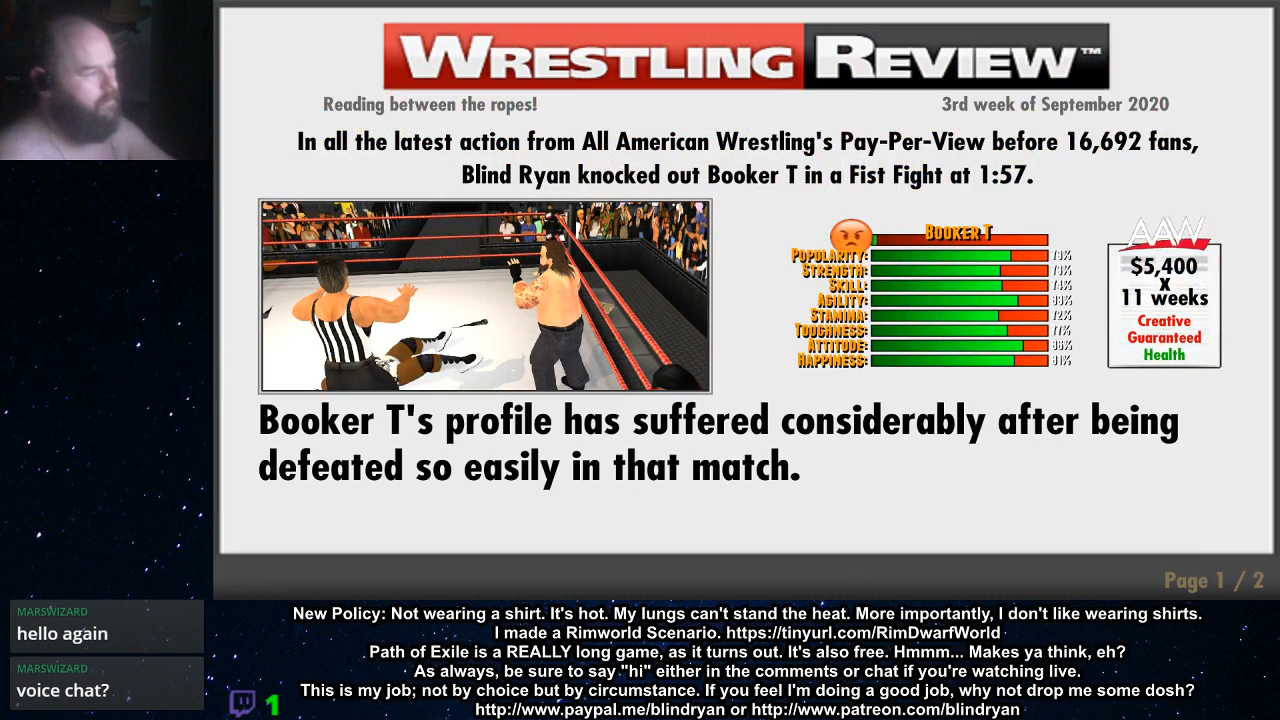 WRESTLING REVIEW™
Reading between the ropes!
3rd week of September 2020
In all the latest action from All American Wrestling's Pay-Per-View before 16,692 fans,
Blind Ryan knocked out Booker T in a Fist Fight at 1:57.
BOOKER T
POPULARITY: 79%
STRENGTH: 73%
SKILL: 74%
AGILITY: 83%
STAMINA: 72%
TOUGHNESS: 77%
ATTITUDE: 86%
HAPPINESS: 81%
AAW
$5,400
X
11 weeks
Creative
Guaranteed
Health
Booker T's profile has suffered considerably after being
defeated so easily in that match.
Page 1 / 2
MARSWIZARD
hello again
MARSWIZARD
voice chat?
1
New Policy: Not wearing a shirt. It's hot. My lungs can't stand the heat. More importantly, I don't like wearing shirts.
I made a Rimworld Scenario. https://tinyurl.com/RimDwarfWorld
Path of Exile is a REALLY long game, as it turns out. It's also free. Hmmm... Makes ya think, eh?
As always, be sure to say "hi" either in the comments or chat if you're watching live.
This is my job; not by choice but by circumstance. If you feel I'm doing a good job, why not drop me some dosh?
http://www.paypal.me/blindryan or http://www.patreon.com/blindryan